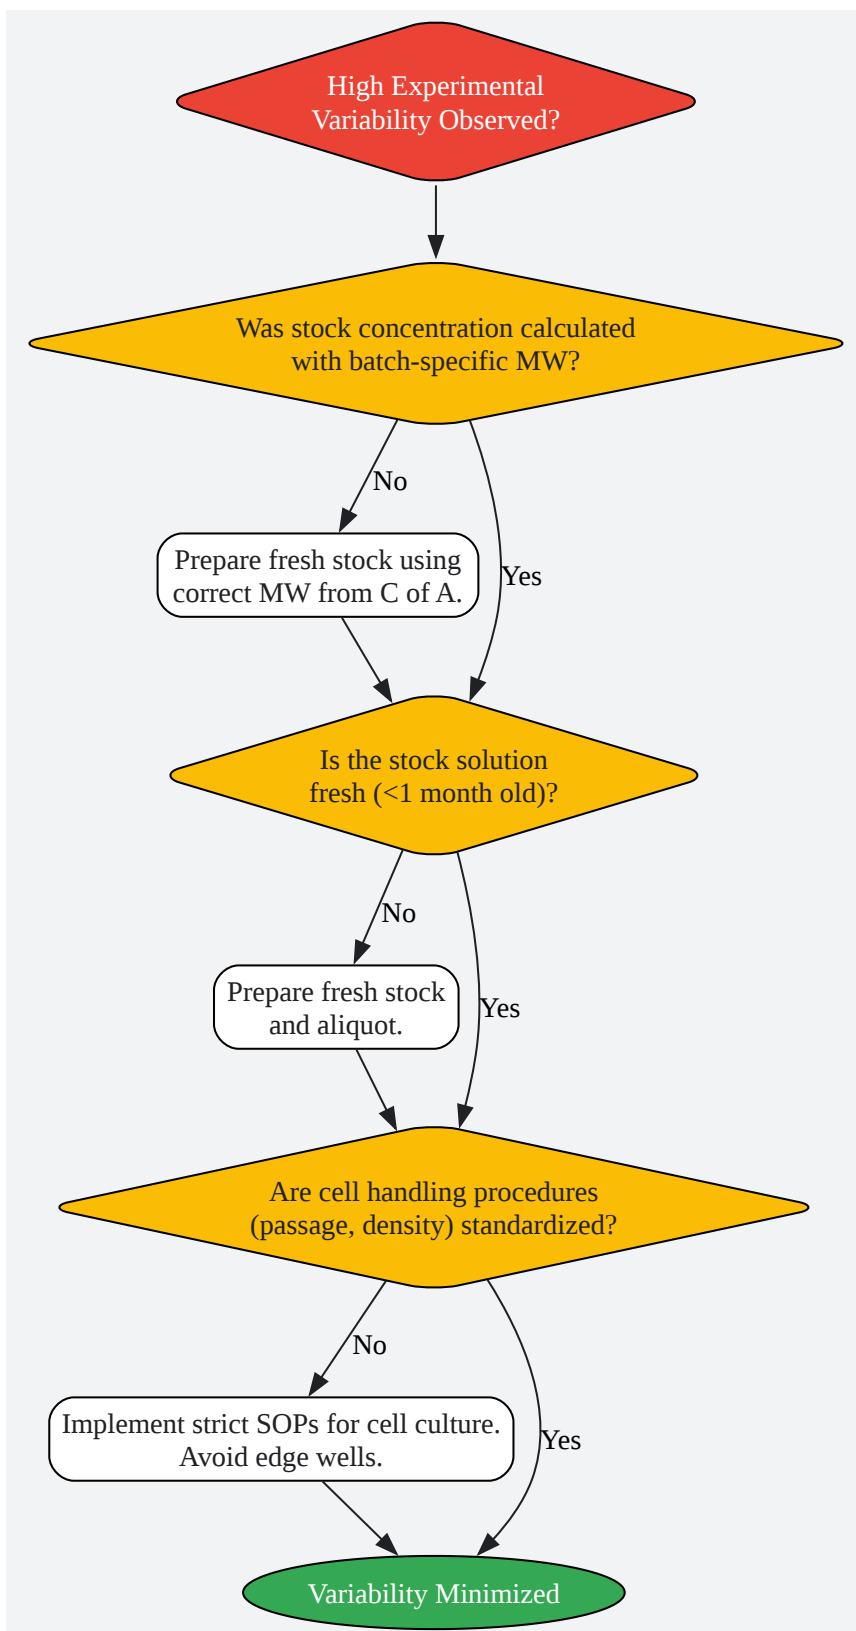 High Experimental
Variability Observed?
Was stock concentration calculated
with batch-specific MW?
No
Prepare fresh stock using
correct MW from C of A.
Yes
Is the stock solution
fresh (<1 month old)?
No
Prepare fresh stock
and aliquot.
Yes
Are cell handling procedures
(passage, density) standardized?
No
Implement strict SOPs for cell culture.
Avoid edge wells.
Yes
Variability Minimized